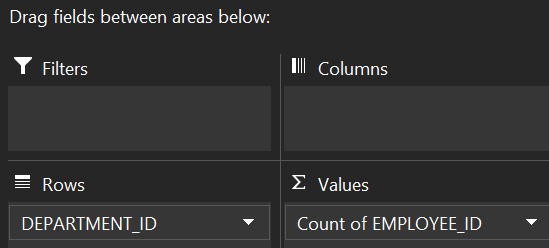 Drag fields between areas below:
Filters
Columns
Rows
Values
DEPARTMENT_ID
Count of EMPLOYEE_ID